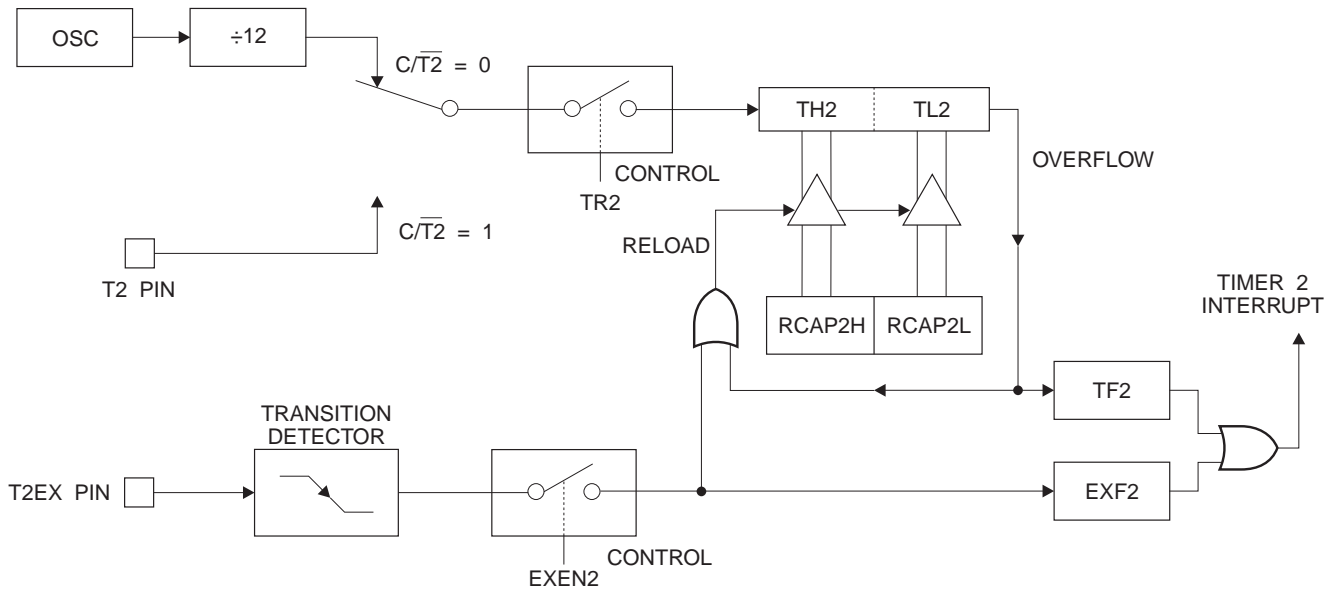 OSC
÷12
C/T2 = 0
TH2
TL2
OVERFLOW
CONTROL
TR2
C/T2 = 1
RELOAD
T2 PIN
TIMER 2
INTERRUPT
RCAP2H
RCAP2L
TF2
TRANSITION
DETECTOR
T2EX PIN
EXF2
CONTROL
EXEN2